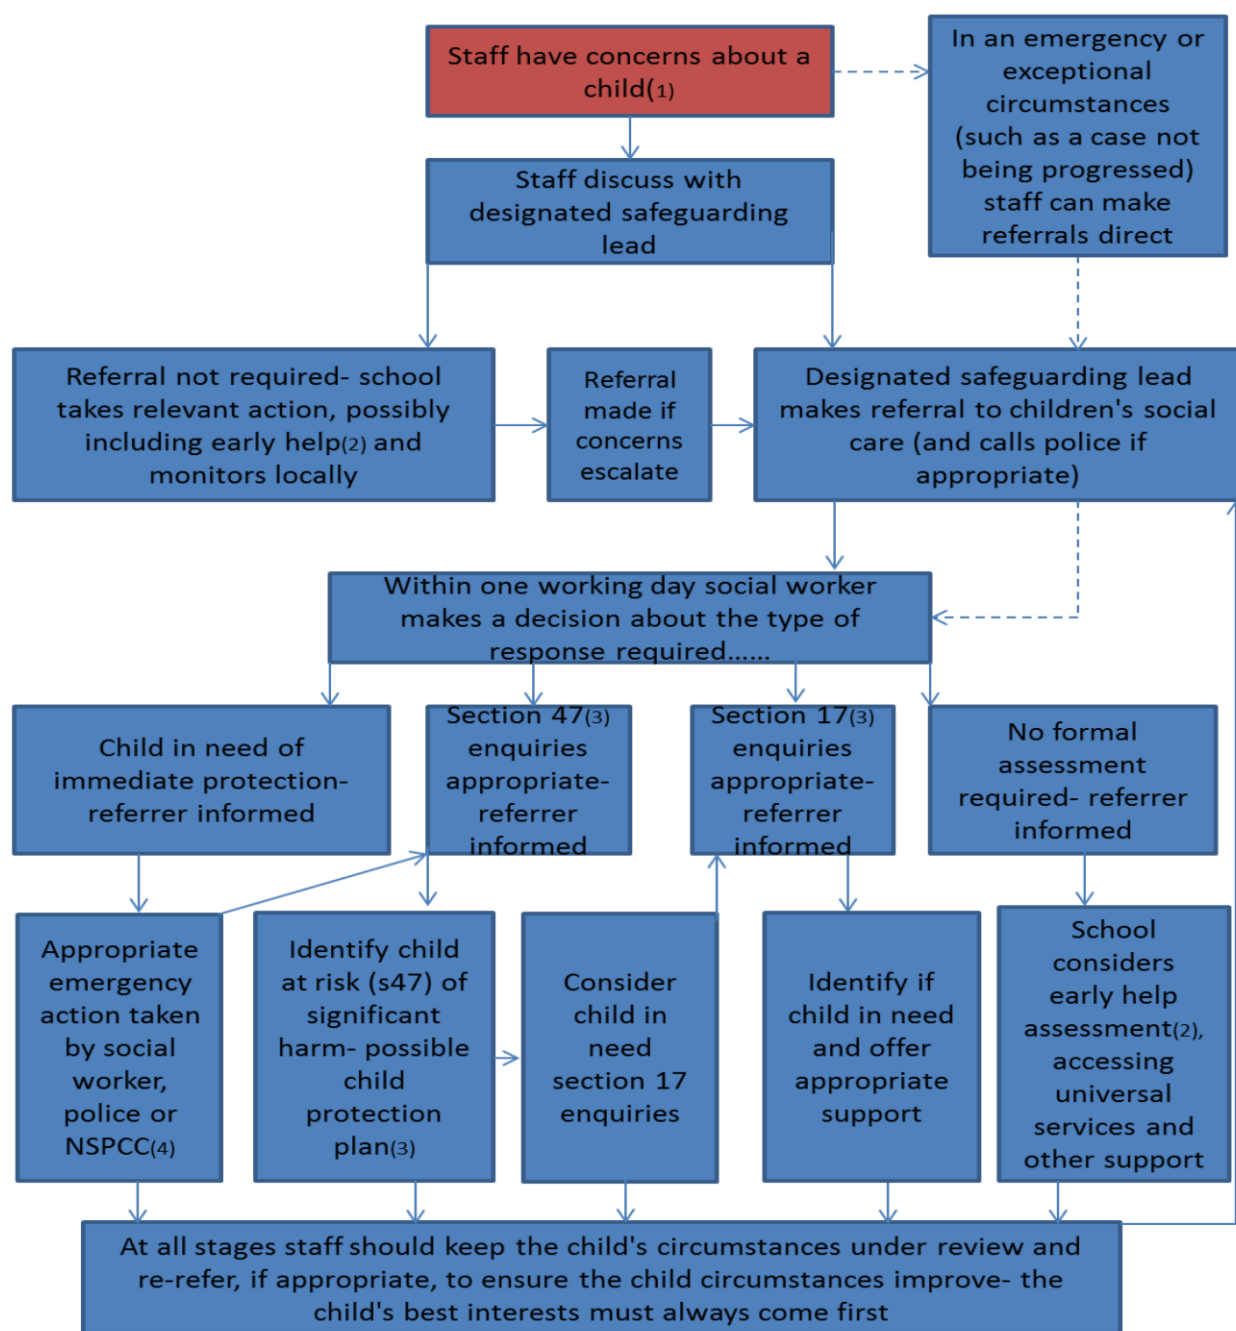 Staff have concerns about a
child(1)
In an emergency or
exceptional
circumstances
(such as a case not
being progressed)
staff can make
referrals direct
Staff discuss with
designated safeguarding
lead
Referral not required- school
takes relevant action, possibly
including early help(2) and
monitors locally
Referral
made if
concerns
escalate
Designated safeguarding lead
makes referral to children's social
care (and calls police if
appropriate)
Within one working day social worker
makes a decision about the type of
response required......
Child in need of
immediate protection-
referrer informed
Section 47(3)
enquiries
appropriate-
referrer
informed
Section 17(3)
enquiries
appropriate-
referrer
informed
No formal
assessment
required- referrer
informed
Appropriate
emergency
action taken
by social
worker,
police or
NSPCC(4)
Identify child
at risk (s47) of
significant
harm- possible
child
protection
plan(3)
Consider
child in
need
section 17
enquiries
Identify if
child in need
and offer
appropriate
support
School
considers
early help
assessment(2),
accessing
universal
services and
other support
At all stages staff should keep the child's circumstances under review and
re-refer, if appropriate, to ensure the child circumstances improve- the
child's best interests must always come first